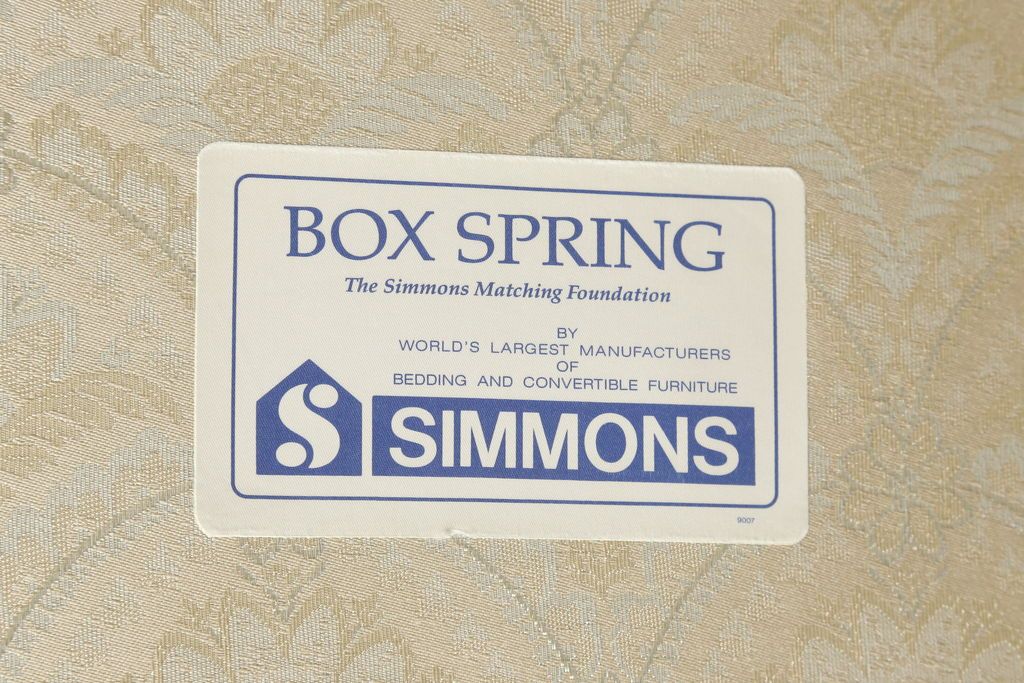 BOX SPRING
The Simmons Matching Foundation
BY
WORLD'S LARGEST MANUFACTURERS
OF
BEDDING AND CONVERTIBLE FURNITURE
S SIMMONS
9007